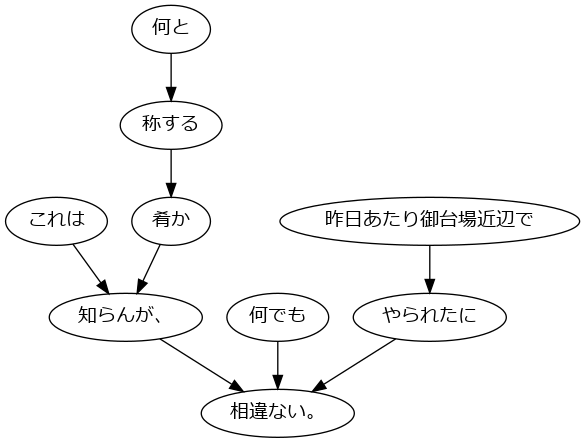 何と
称する
これは
肴か
昨日あたり御台場近辺で
知らんが、
何でも
やられたに
相違ない。